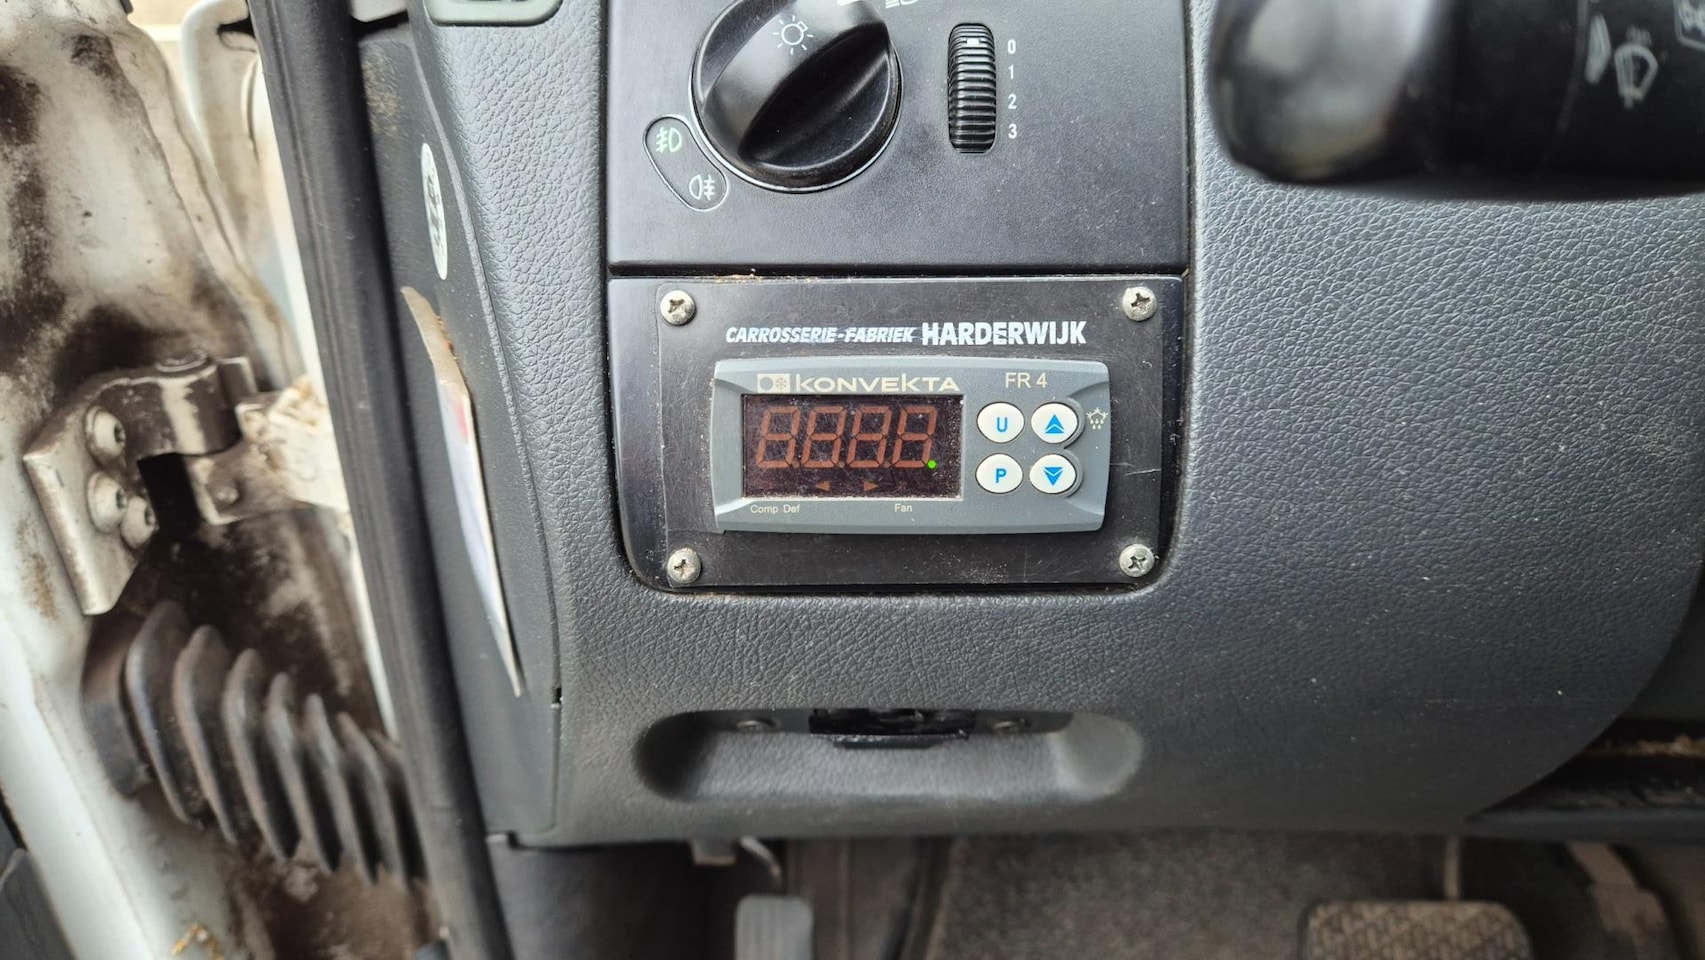 0
1
2
3
CARROSSERIE-FABRIEK HARDERWIJK
KONVEKTA FR 4
8.8.8.8.
U
P
Comp Def Fan